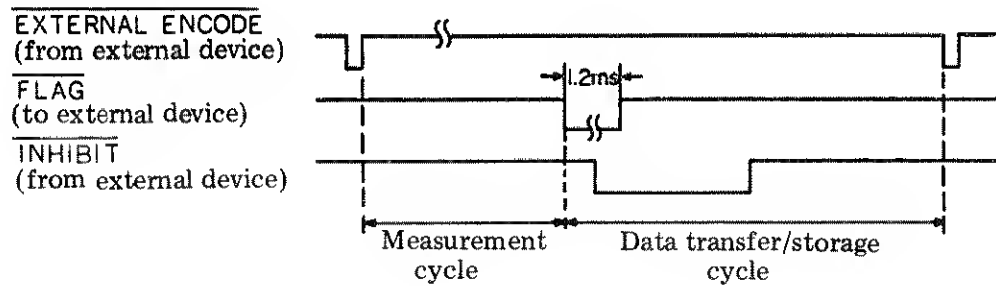 EXTERNAL ENCODE
(from external device)
1.2ms
FLAG
(to external device)
INHIBIT
(from external device)
Measurement
cycle
Data transfer/storage
cycle